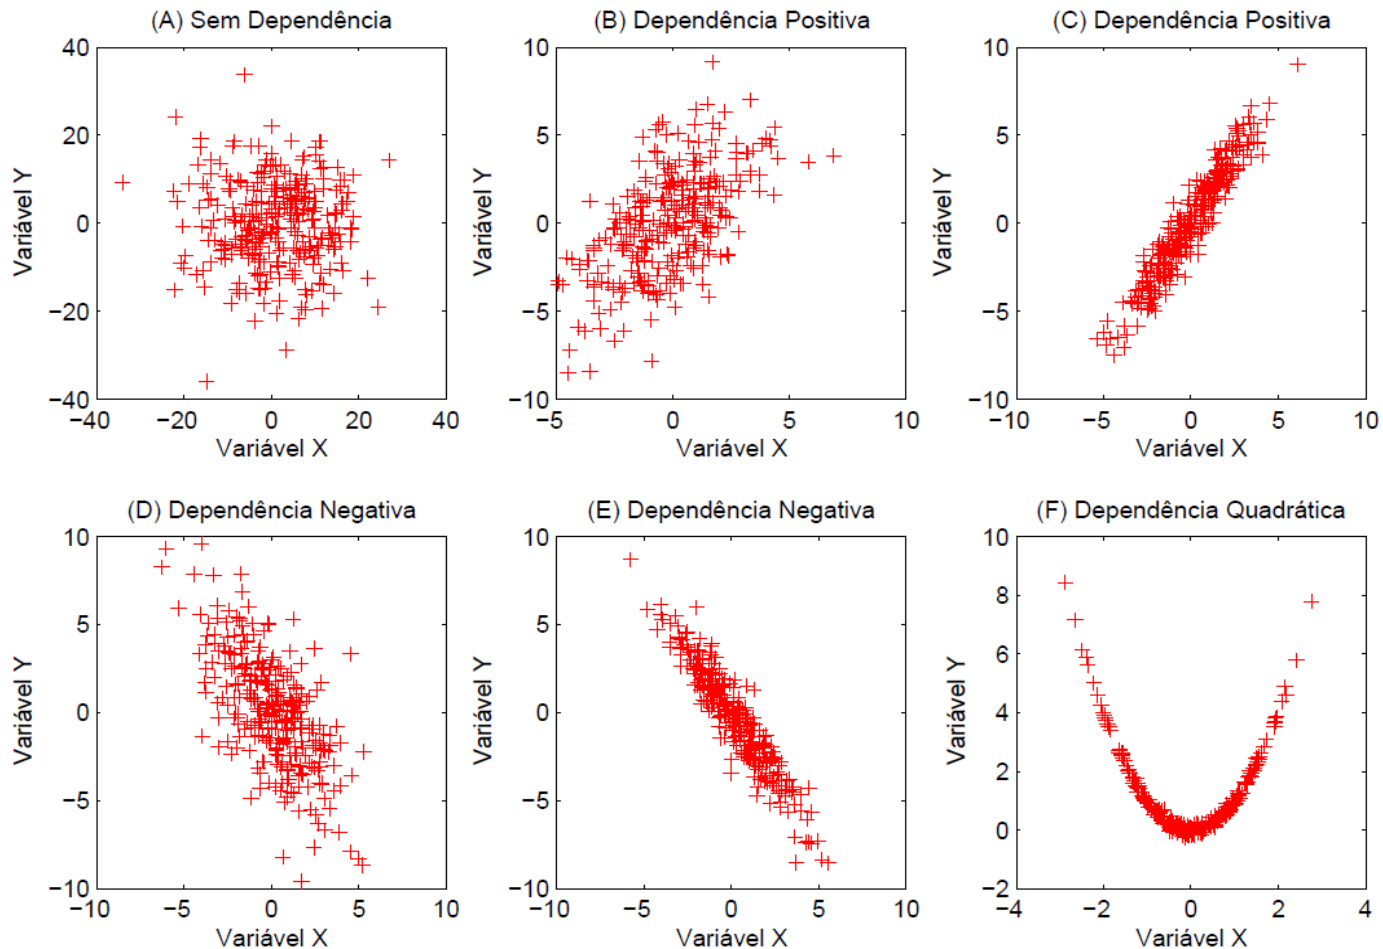 (A) Sem Dependência
(B) Dependência Positiva
(C) Dependência Positiva
40
20
0
−20
−40
Variável Y
−40 −20 0 20 40
Variável X
10
5
0
−5
−10
Variável Y
−5 0 5 10
Variável X
10
5
0
−5
−10
Variável Y
−10 −5 0 5 10
Variável X
(D) Dependência Negativa
(E) Dependência Negativa
(F) Dependência Quadrática
10
5
0
−5
−10
Variável Y
−10 −5 0 5 10
Variável X
10
5
0
−5
−10
Variável Y
−10 −5 0 5 10
Variável X
10
8
6
4
2
0
−2
Variável Y
−4 −2 0 2 4
Variável X